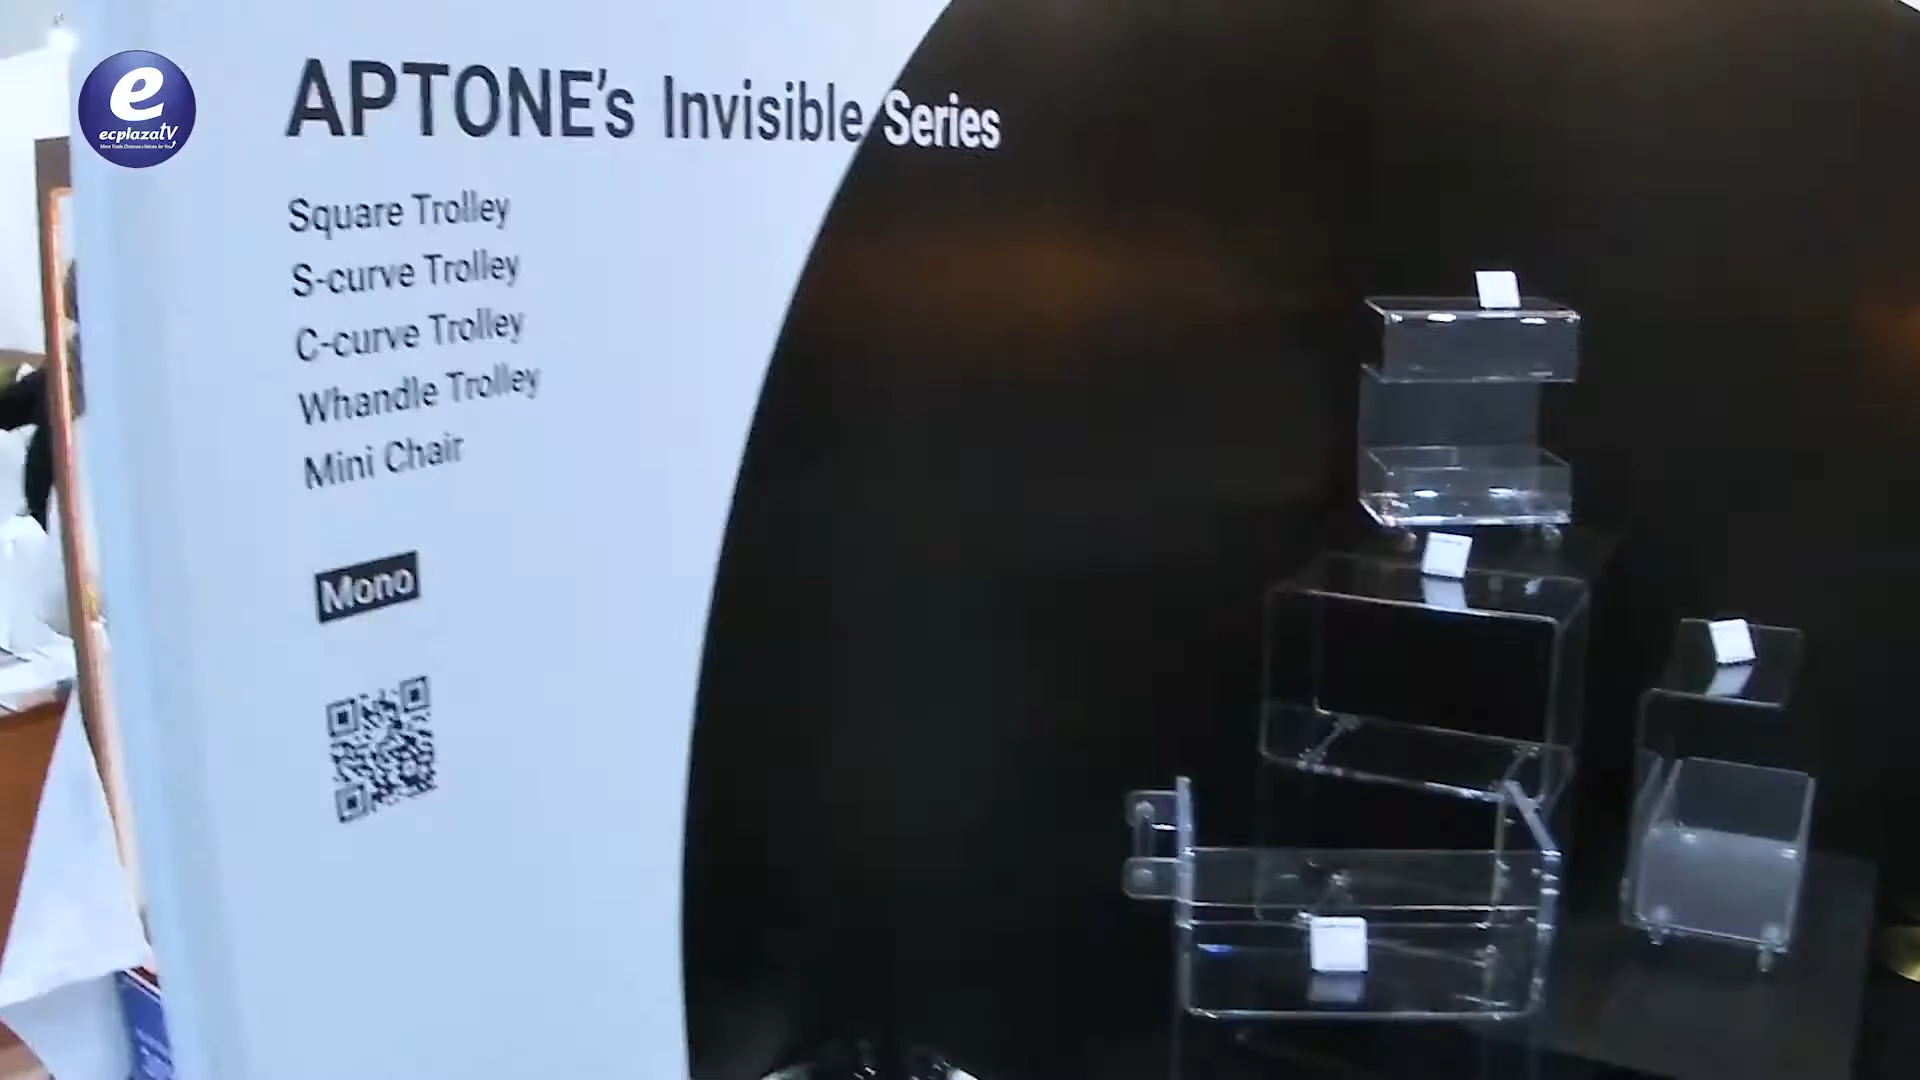 e
ecplazatv
APTONE's Invisible Series
Square Trolley
S-curve Trolley
C-curve Trolley
Whandle Trolley
Mini Chair
Mono